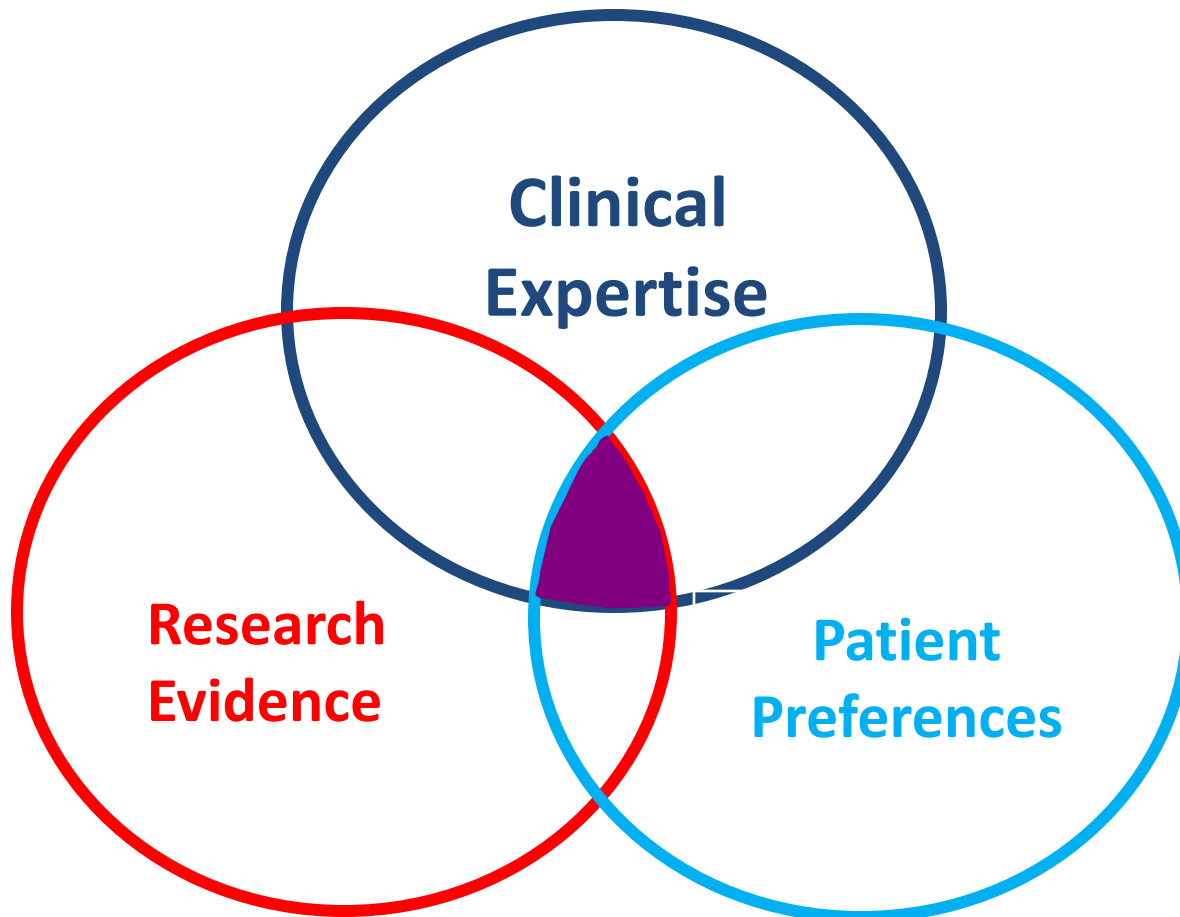 Clinical
Expertise
Research
Evidence
Patient
Preferences